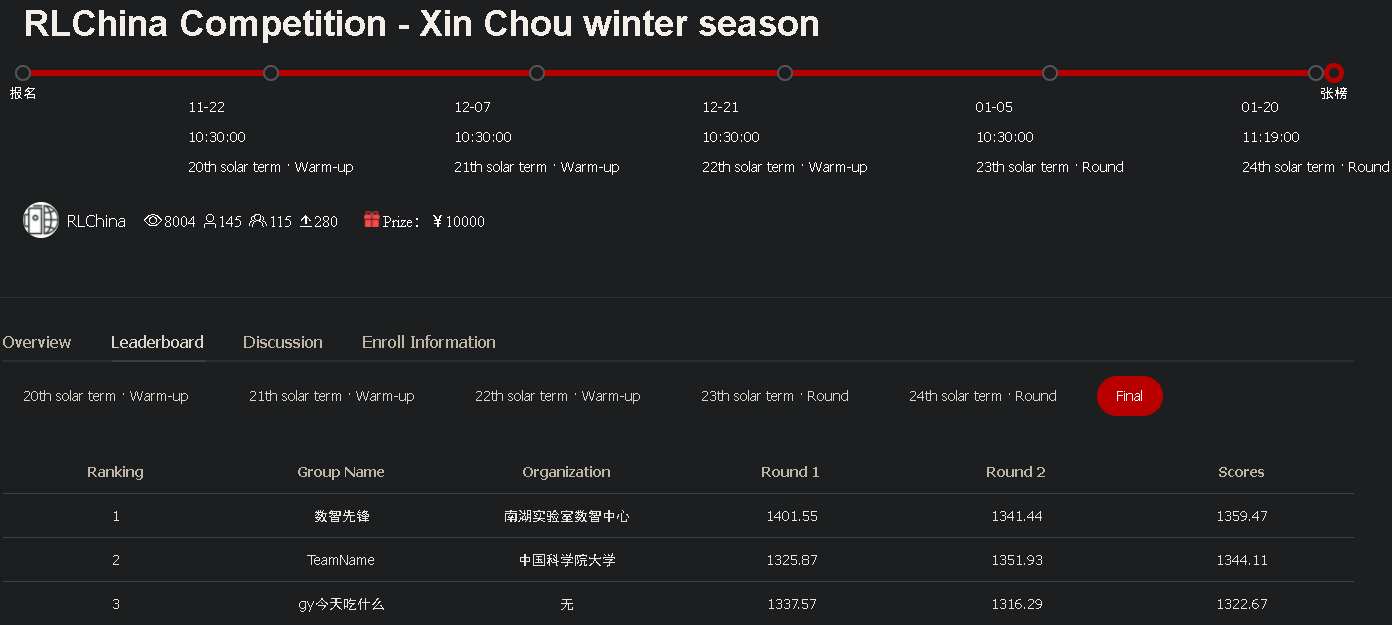 RLChina Competition - Xin Chou winter season
报名
张榜
11-22 12-07 12-21 01-05 01-20
10:30:00 10:30:00 10:30:00 10:30:00 11:19:00
20th solar term · Warm-up 21th solar term · Warm-up 22th solar term · Warm-up 23th solar term · Round 24th solar term · Round
RLChina 8004 145 115 280 Prize: ¥10000
Overview Leaderboard Discussion Enroll Information
20th solar term · Warm-up 21th solar term · Warm-up 22th solar term · Warm-up 23th solar term · Round 24th solar term · Round Final
Ranking Group Name Organization Round 1 Round 2 Scores
1 数智先锋 南湖实验室数智中心 1401.55 1341.44 1359.47
2 TeamName 中国科学院大学 1325.87 1351.93 1344.11
3 gy今天吃什么 无 1337.57 1316.29 1322.67